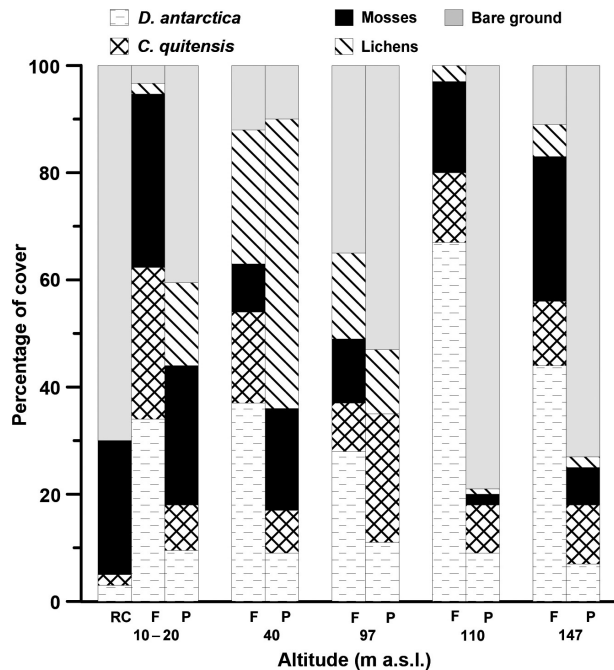 D. antarctica Mosses Bare ground
C. quitensis Lichens
100
80
60
40
20
0
Percentage of cover
RC F P F P F P F P F P
10–20 40 97 110 147
Altitude (m a.s.l.)